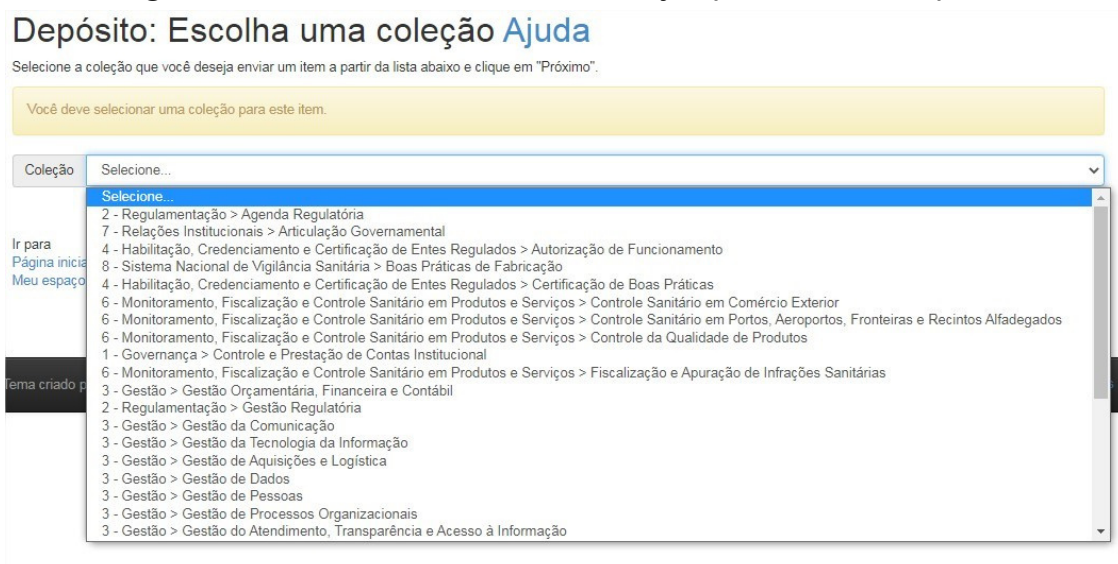 Depósito: Escolha uma coleção Ajuda
Selecione a coleção que você deseja enviar um item a partir da lista abaixo e clique em "Próximo".
Você deve selecionar uma coleção para este item.
Coleção Selecione...
Selecione...
2 - Regulamentação > Agenda Regulatória
7 - Relações Institucionais > Articulação Governamental
4 - Habilitação, Credenciamento e Certificação de Entes Regulados > Autorização de Funcionamento
8 - Sistema Nacional de Vigilância Sanitária > Boas Práticas de Fabricação
4 - Habilitação, Credenciamento e Certificação de Entes Regulados > Certificação de Boas Práticas
6 - Monitoramento, Fiscalização e Controle Sanitário em Produtos e Serviços > Controle Sanitário em Comércio Exterior
6 - Monitoramento, Fiscalização e Controle Sanitário em Produtos e Serviços > Controle Sanitário em Portos, Aeroportos, Fronteiras e Recintos Alfadegados
6 - Monitoramento, Fiscalização e Controle Sanitário em Produtos e Serviços > Controle da Qualidade de Produtos
1 - Governança > Controle e Prestação de Contas Institucional
6 - Monitoramento, Fiscalização e Controle Sanitário em Produtos e Serviços > Fiscalização e Apuração de Infrações Sanitárias
3 - Gestão > Gestão Orçamentária, Financeira e Contábil
2 - Regulamentação > Gestão Regulatória
3 - Gestão > Gestão da Comunicação
3 - Gestão > Gestão da Tecnologia da Informação
3 - Gestão > Gestão de Aquisições e Logística
3 - Gestão > Gestão de Dados
3 - Gestão > Gestão de Pessoas
3 - Gestão > Gestão de Processos Organizacionais
3 - Gestão > Gestão do Atendimento, Transparência e Acesso à Informação
Ir para
Página inicia
Meu espaço
Tema criado p